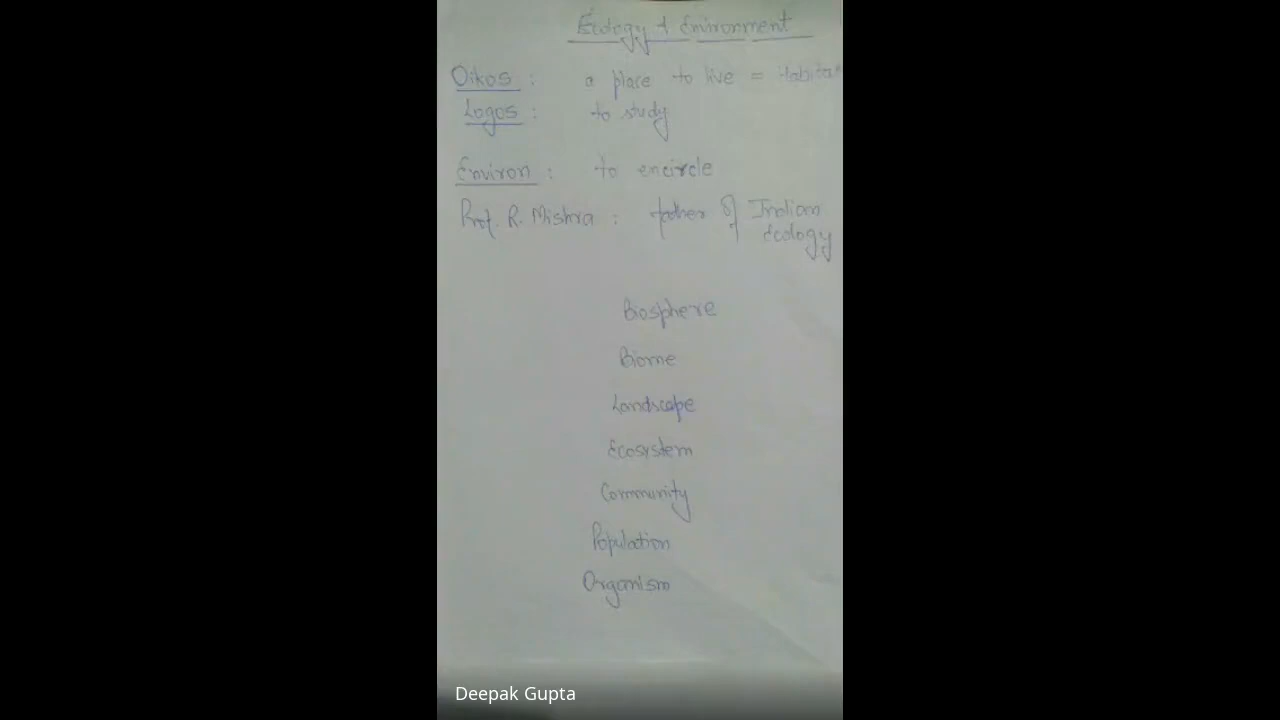 Ecology & Environment
Oikos : a place to live = Habitat
Logos : to study
Environ : to encircle
Prof. R. Mishra : father of Indian
Ecology
Biosphere
Biome
Landscape
Ecosystem
Community
Population
Organism
Deepak Gupta